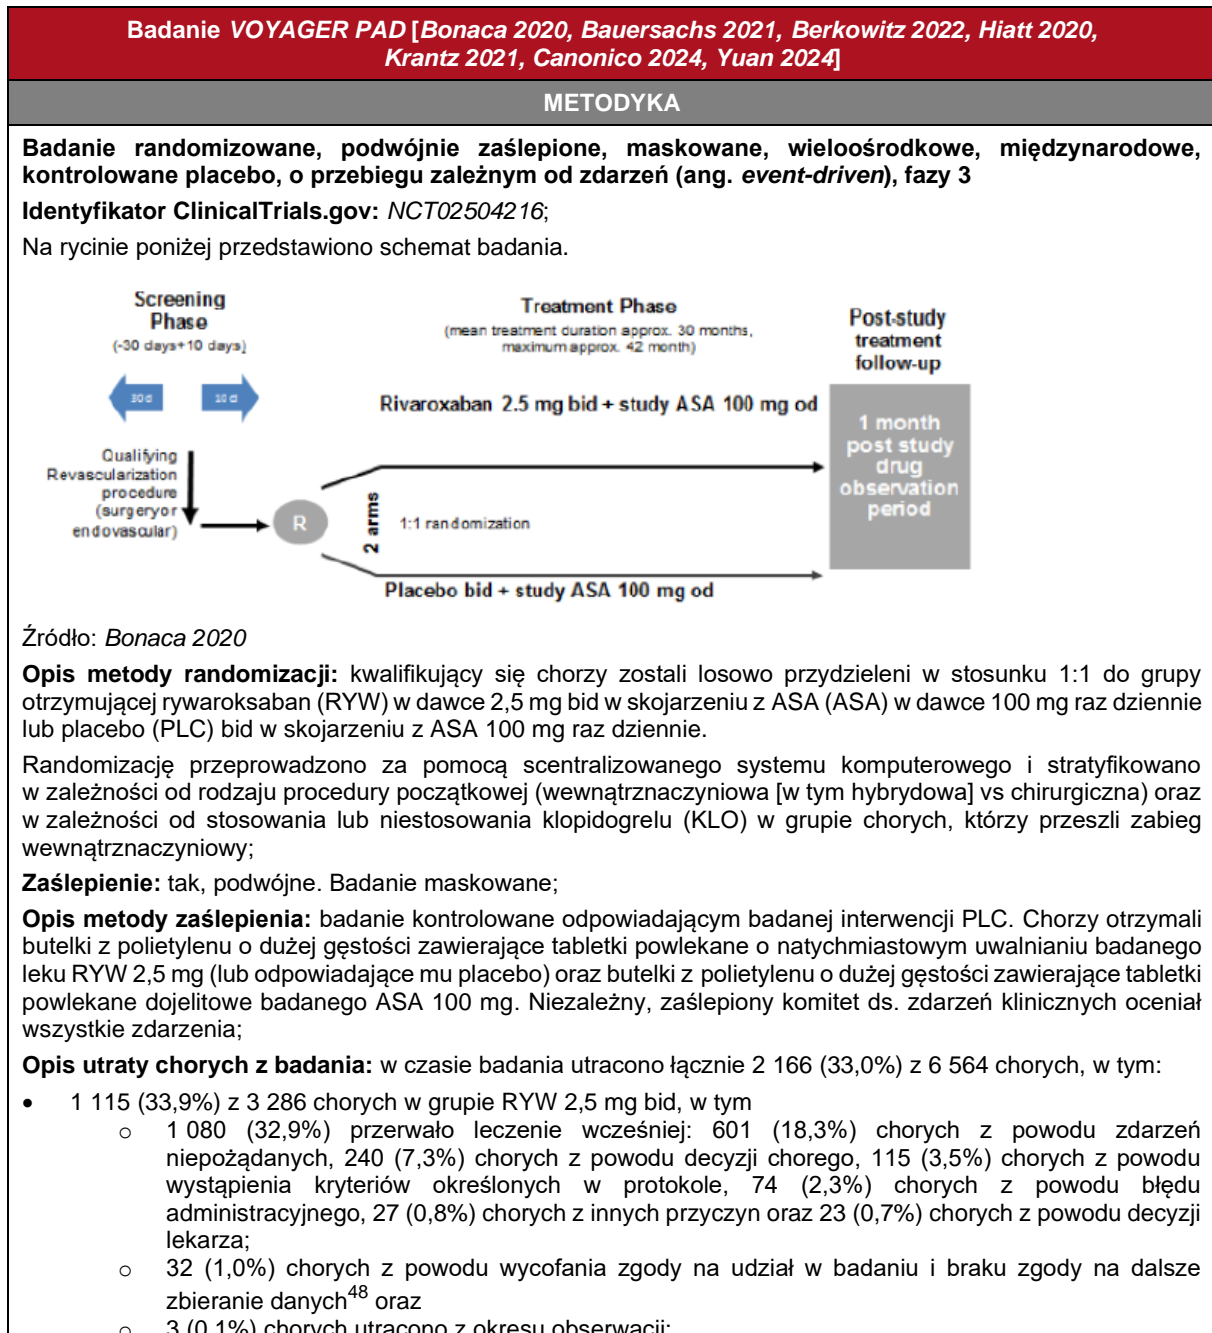 Badanie VOYAGER PAD [Bonaca 2020, Bauersachs 2021, Berkowitz 2022, Hiatt 2020,
Krantz 2021, Canonico 2024, Yuan 2024]
METODYKA
Badanie randomizowane, podwójnie zaślepione, maskowane, wieloośrodkowe, międzynarodowe,
kontrolowane placebo, o przebiegu zależnym od zdarzeń (ang. event-driven), fazy 3
Identyfikator ClinicalTrials.gov: NCT02504216;
Na rycinie poniżej przedstawiono schemat badania.
Screening
Phase
(-30 days+10 days)
30 d
10 d
Qualifying
Revascularization
procedure
(surgeryor
endovascular)
R
Treatment Phase
(mean treatment duration approx. 30 months,
maximum approx. 42 month)
Rivaroxaban 2.5 mg bid + study ASA 100 mg od
2 arms
1:1 randomization
Placebo bid + study ASA 100 mg od
Post-study
treatment
follow-up
1 month
post study
drug
observation
period
Źródło: Bonaca 2020
Opis metody randomizacji: kwalifikujący się chorzy zostali losowo przydzieleni w stosunku 1:1 do grupy
otrzymującej rywaroksaban (RYW) w dawce 2,5 mg bid w skojarzeniu z ASA (ASA) w dawce 100 mg raz dziennie
lub placebo (PLC) bid w skojarzeniu z ASA 100 mg raz dziennie.
Randomizację przeprowadzono za pomocą scentralizowanego systemu komputerowego i stratyfikowano
w zależności od rodzaju procedury początkowej (wewnątrznaczyniowa [w tym hybrydowa] vs chirurgiczna) oraz
w zależności od stosowania lub niestosowania klopidogrelu (KLO) w grupie chorych, którzy przeszli zabieg
wewnątrznaczyniowy;
Zaślepienie: tak, podwójne. Badanie maskowane;
Opis metody zaślepienia: badanie kontrolowane odpowiadającym badanej interwencji PLC. Chorzy otrzymali
butelki z polietylenu o dużej gęstości zawierające tabletki powlekane o natychmiastowym uwalnianiu badanego
leku RYW 2,5 mg (lub odpowiadające mu placebo) oraz butelki z polietylenu o dużej gęstości zawierające tabletki
powlekane dojelitowe badanego ASA 100 mg. Niezależny, zaślepiony komitet ds. zdarzeń klinicznych oceniał
wszystkie zdarzenia;
Opis utraty chorych z badania: w czasie badania utracono łącznie 2 166 (33,0%) z 6 564 chorych, w tym:
• 1 115 (33,9%) z 3 286 chorych w grupie RYW 2,5 mg bid, w tym
o 1 080 (32,9%) przerwało leczenie wcześniej: 601 (18,3%) chorych z powodu zdarzeń
niepożądanych, 240 (7,3%) chorych z powodu decyzji chorego, 115 (3,5%) chorych z powodu
wystąpienia kryteriów określonych w protokole, 74 (2,3%) chorych z powodu błędu
administracyjnego, 27 (0,8%) chorych z innych przyczyn oraz 23 (0,7%) chorych z powodu decyzji
lekarza;
o 32 (1,0%) chorych z powodu wycofania zgody na udział w badaniu i braku zgody na dalsze
zbieranie danych48 oraz
o 3 (0,1%) chorych utracono z okresu obserwacji;